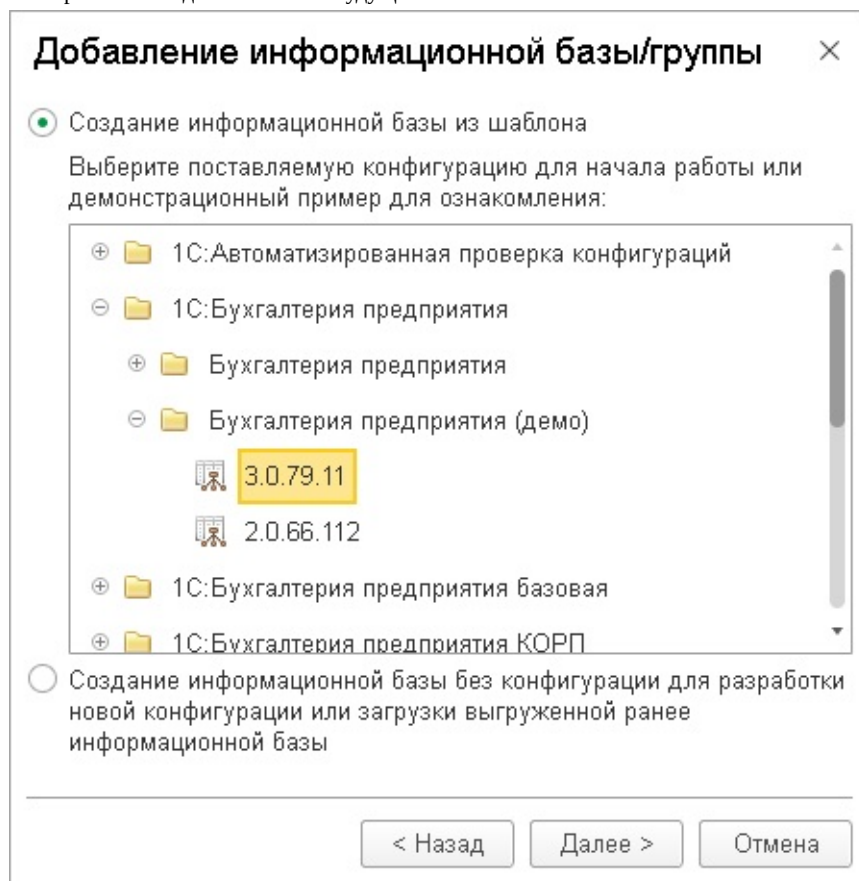 Добавление информационной базы/группы
Создание информационной базы из шаблона
Выберите поставляемую конфигурацию для начала работы или
демонстрационный пример для ознакомления:
1С:Автоматизированная проверка конфигураций
1С:Бухгалтерия предприятия
Бухгалтерия предприятия
Бухгалтерия предприятия (демо)
3.0.79.11
2.0.66.112
1С:Бухгалтерия предприятия базовая
1С:Бухгалтерия предприятия КОРП
Создание информационной базы без конфигурации для разработки
новой конфигурации или загрузки выгруженной ранее
информационной базы
< Назад Далее > Отмена